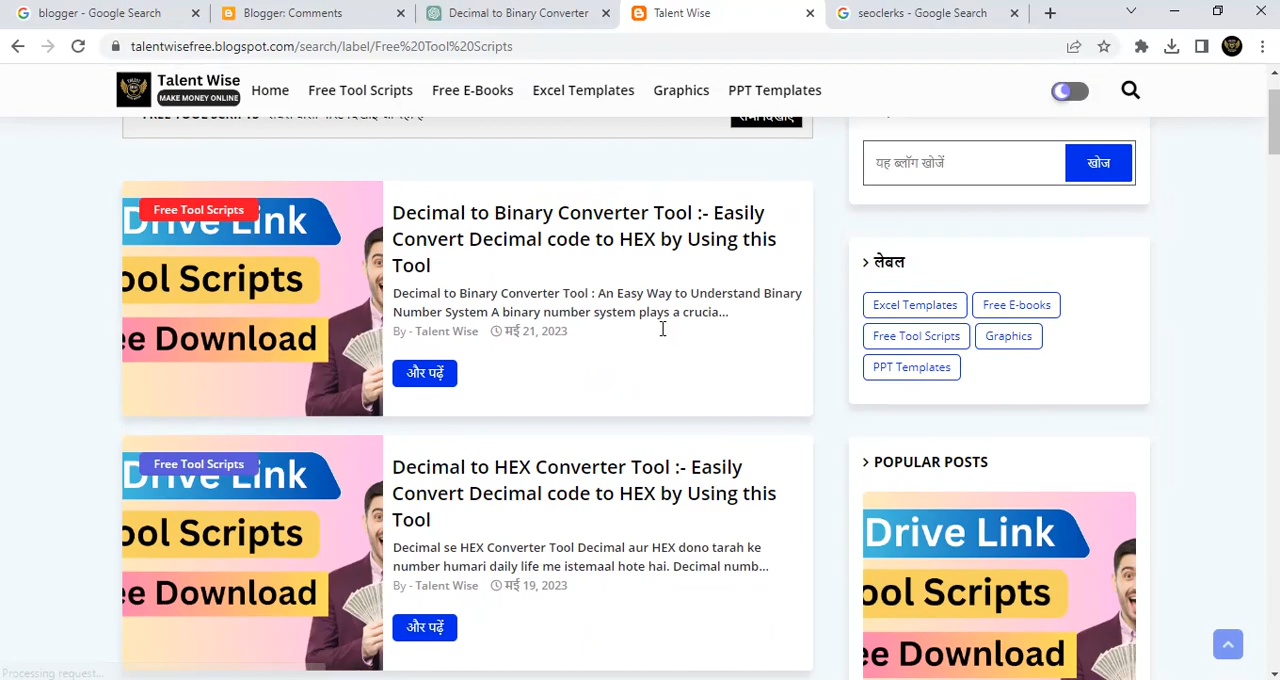 blogger - Google Search
Blogger: Comments
Decimal to Binary Converter
Talent Wise
seoclerks - Google Search
talentwisefree.blogspot.com/search/label/Free%20Tool%20Scripts
Talent Wise
MAKE MONEY ONLINE
Home
Free Tool Scripts
Free E-Books
Excel Templates
Graphics
PPT Templates
यह ब्लॉग खोजें
खोज
Free Tool Scripts
Drive Link
ool Scripts
ee Download
Decimal to Binary Converter Tool :- Easily
Convert Decimal code to HEX by Using this
Tool
Decimal to Binary Converter Tool : An Easy Way to Understand Binary
Number System A binary number system plays a crucia...
By - Talent Wise मई 21, 2023
और पढ़ें
लेबल
Excel Templates
Free E-books
Free Tool Scripts
Graphics
PPT Templates
Free Tool Scripts
Drive Link
ool Scripts
ee Download
Decimal to HEX Converter Tool :- Easily
Convert Decimal code to HEX by Using this
Tool
Decimal se HEX Converter Tool Decimal aur HEX dono tarah ke
number humari daily life me istemaal hote hai. Decimal numb...
By - Talent Wise मई 19, 2023
और पढ़ें
POPULAR POSTS
Drive Link
ool Scripts
ee Download
Processing request...